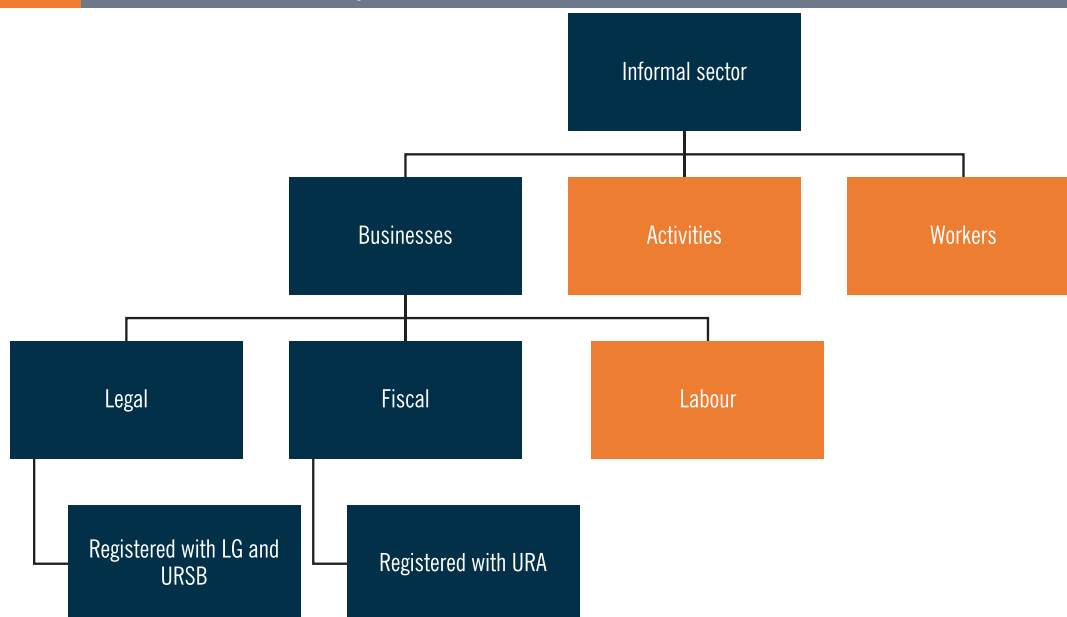 Informal sector
Businesses
Activities
Workers
Legal
Fiscal
Labour
Registered with LG and
URSB
Registered with URA